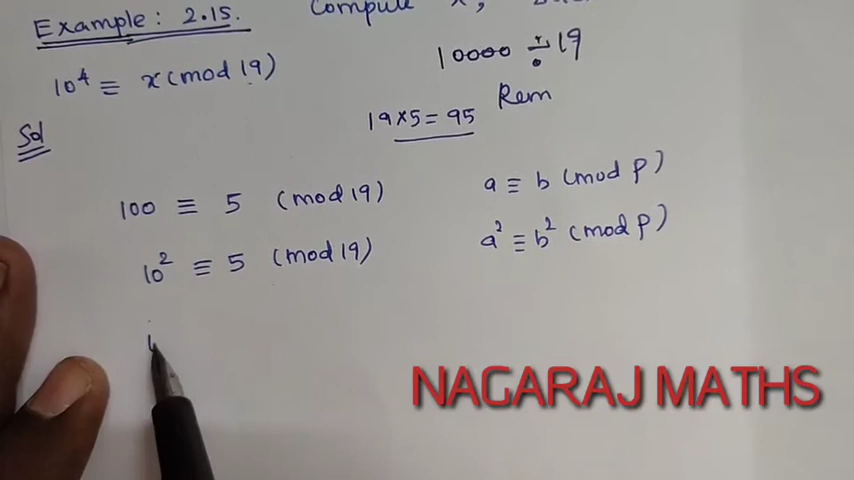 Example: 2.15. Compute x,
10⁴ ≡ x (mod 19)
10000 ÷ 19
Rem
Sol
19×5 = 95
100 ≡ 5 (mod 19)
a ≡ b (mod p)
10² ≡ 5 (mod 19)
a² ≡ b² (mod p)
NAGARAJ MATHS